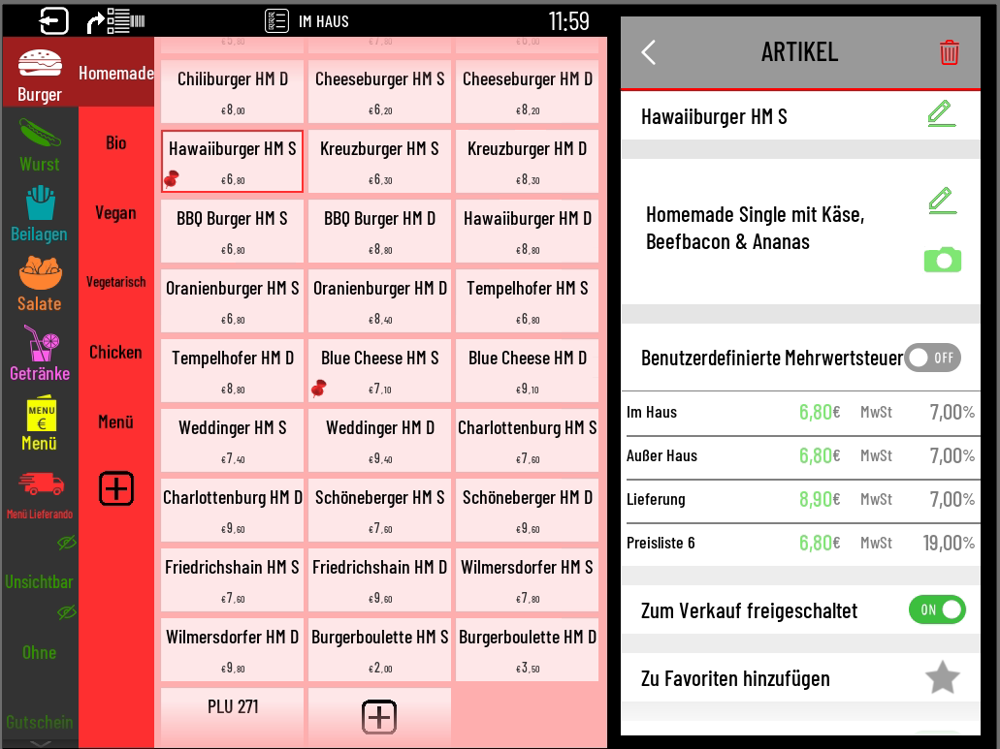 IM HAUS
11:59
Burger
Wurst
Beilagen
Salate
Getränke
MENU
€
Menü
Menü Lieferando
Unsichtbar
Ohne
Gutschein
Homemade
Bio
Vegan
Vegetarisch
Chicken
Menü
Chiliburger HM D
€8,00
Cheeseburger HM S
€6,20
Cheeseburger HM D
€8,20
Hawaiiburger HM S
€6,80
Kreuzburger HM S
€6,30
Kreuzburger HM D
€8,30
BBQ Burger HM S
€6,80
BBQ Burger HM D
€8,80
Hawaiiburger HM D
€8,80
Oranienburger HM S
€6,80
Oranienburger HM D
€8,40
Tempelhofer HM S
€6,80
Tempelhofer HM D
€8,80
Blue Cheese HM S
€7,10
Blue Cheese HM D
€9,10
Weddinger HM S
€7,40
Weddinger HM D
€9,40
Charlottenburg HM S
€7,60
Charlottenburg HM D
€9,60
Schöneberger HM S
€7,60
Schöneberger HM D
€9,60
Friedrichshain HM S
€7,60
Friedrichshain HM D
€9,60
Wilmersdorfer HM S
€7,80
Wilmersdorfer HM D
€9,80
Burgerboulette HM S
€2,00
Burgerboulette HM D
€3,50
PLU 271
ARTIKEL
Hawaiiburger HM S
Homemade Single mit Käse,
Beefbacon & Ananas
Benutzerdefinierte Mehrwertsteuer OFF
Im Haus 6,80€ MwSt 7,00%
Außer Haus 6,80€ MwSt 7,00%
Lieferung 8,90€ MwSt 7,00%
Preisliste 6 6,80€ MwSt 19,00%
Zum Verkauf freigeschaltet ON
Zu Favoriten hinzufügen